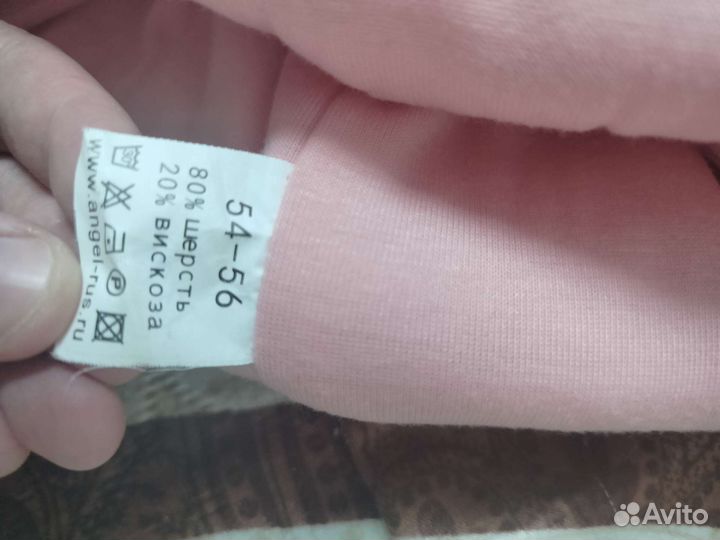 54-56
80% шерсть
20% вискоза
www.angel-rus.ru
Avito